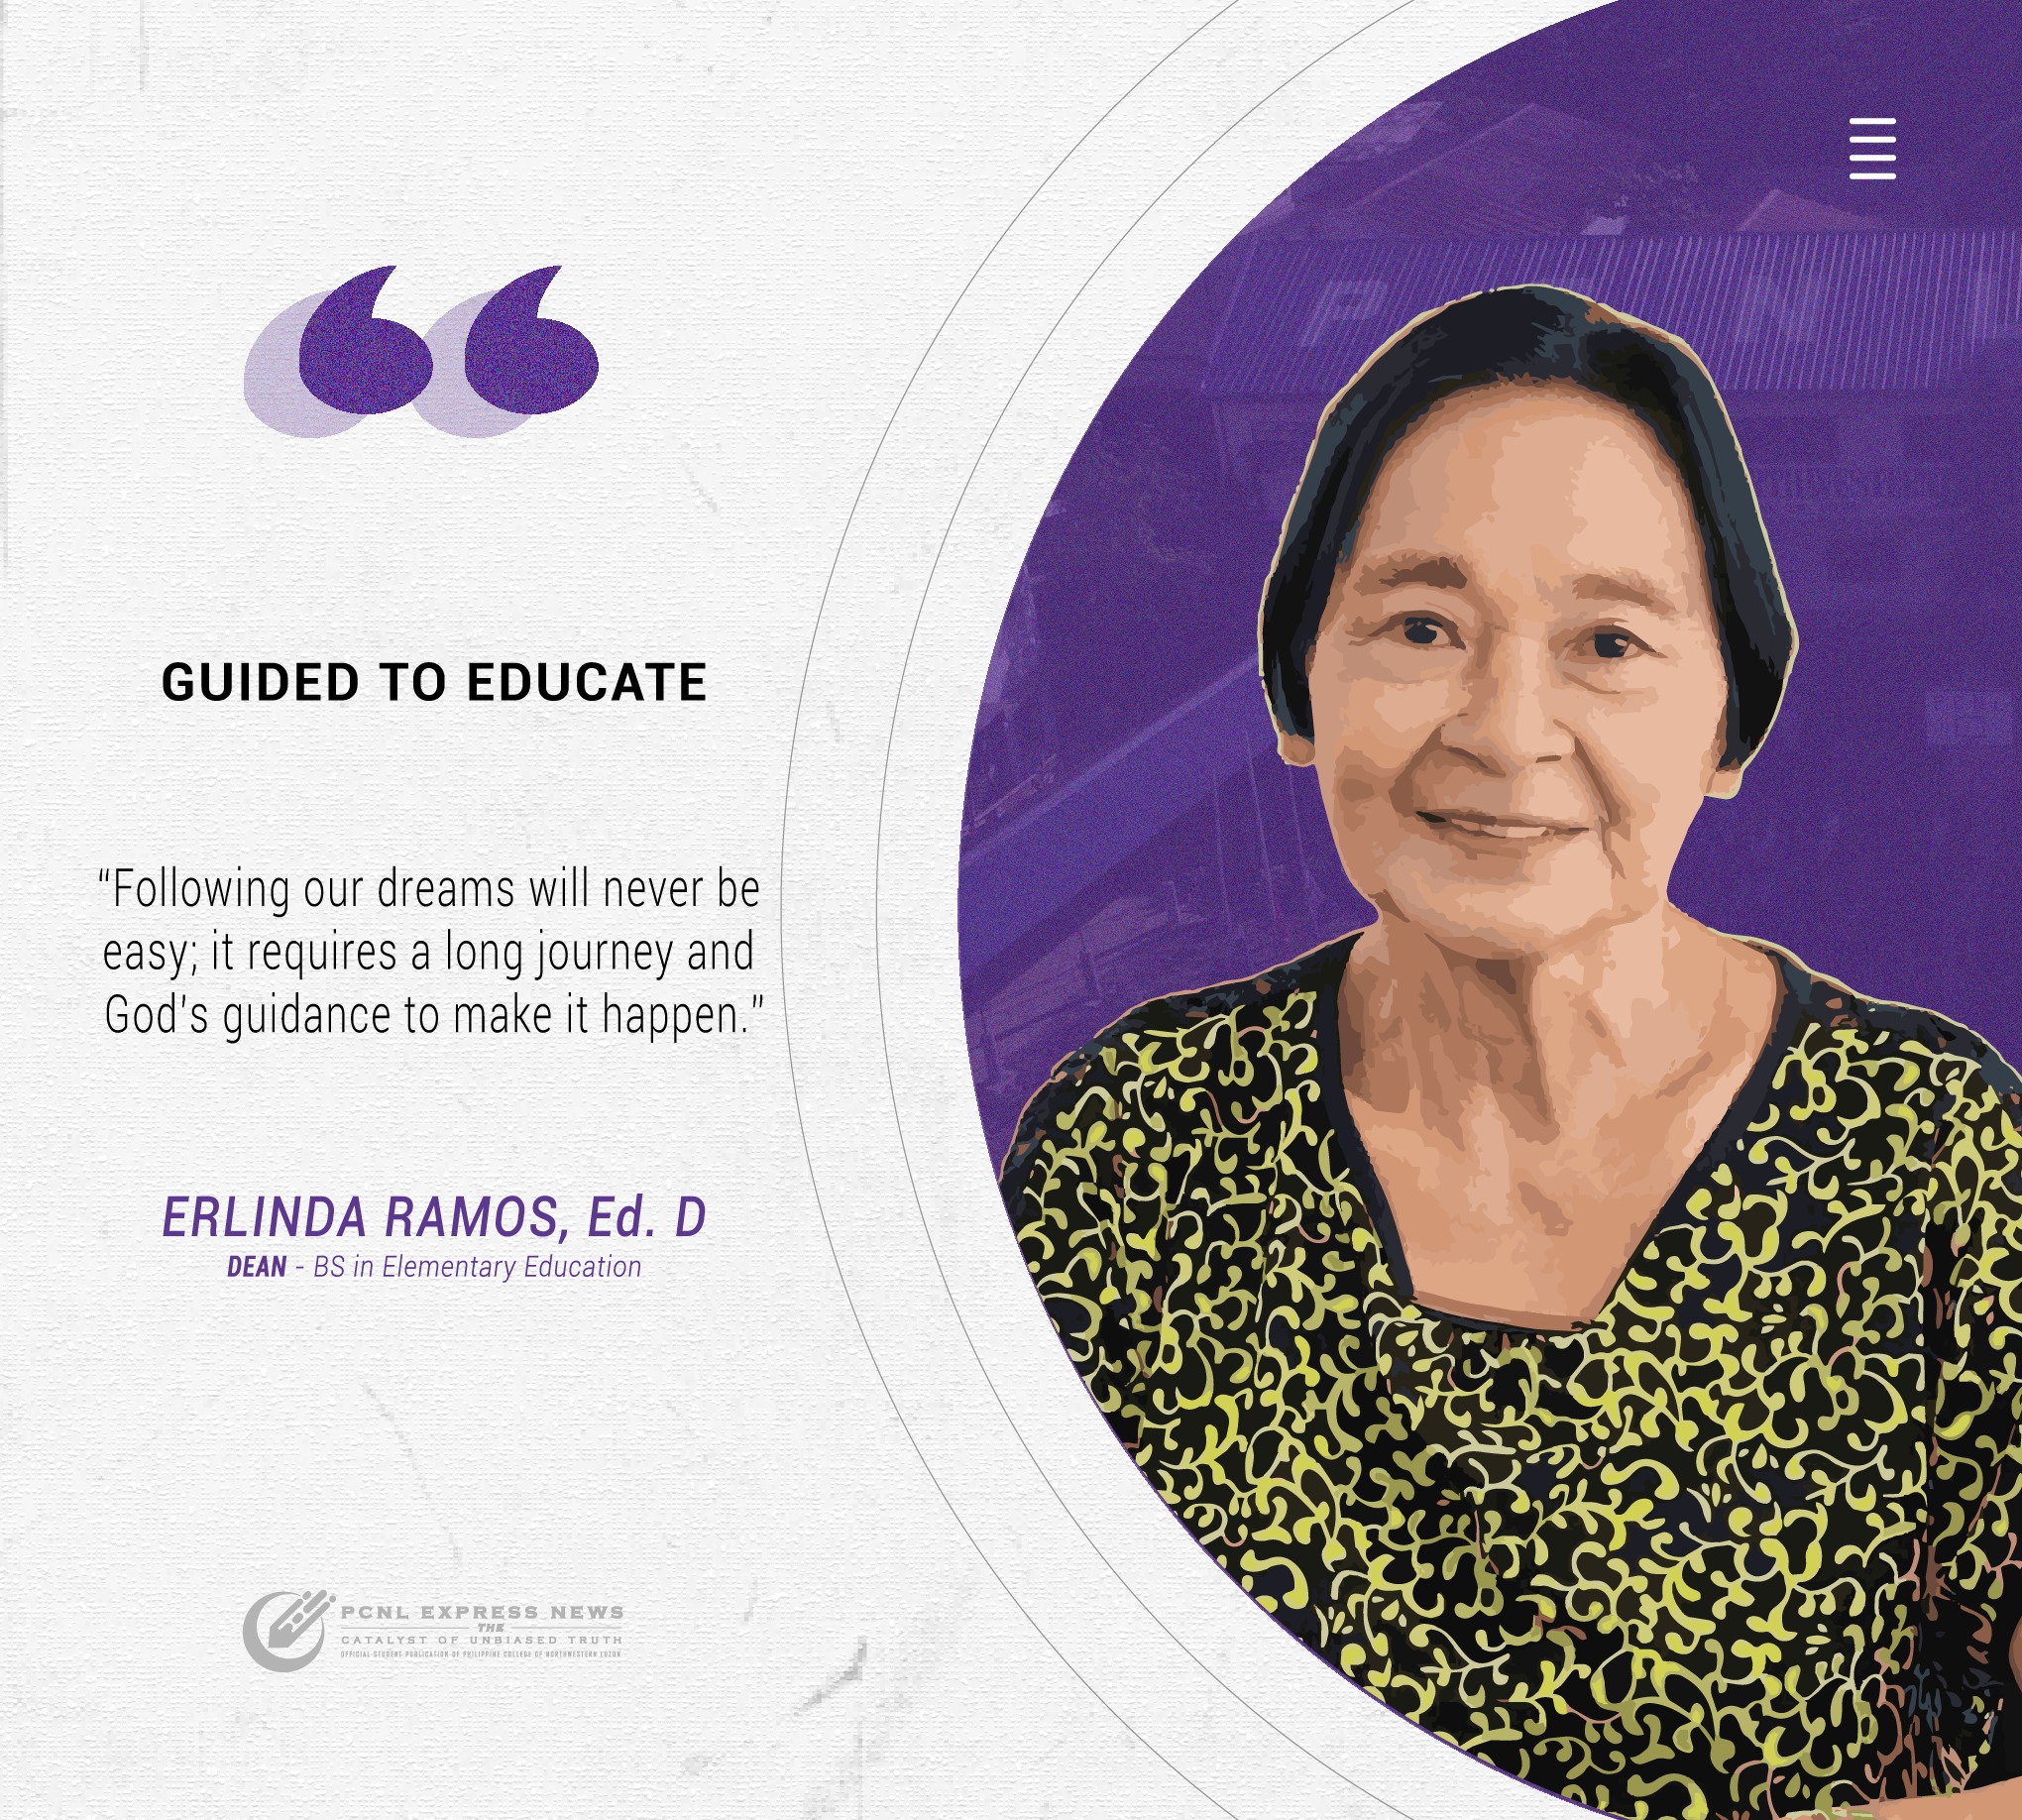 GUIDED TO EDUCATE
“Following our dreams will never be
easy; it requires a long journey and
God's guidance to make it happen.”
ERLINDA RAMOS, Ed. D
DEAN - BS in Elementary Education
PCNL EXPRESS NEWS
THE
CATALYST OF UNBIASED TRUTH
OFFICIAL STUDENT PUBLICATION OF PHILIPPINE COLLEGE OF NORTHWESTERN LUZON